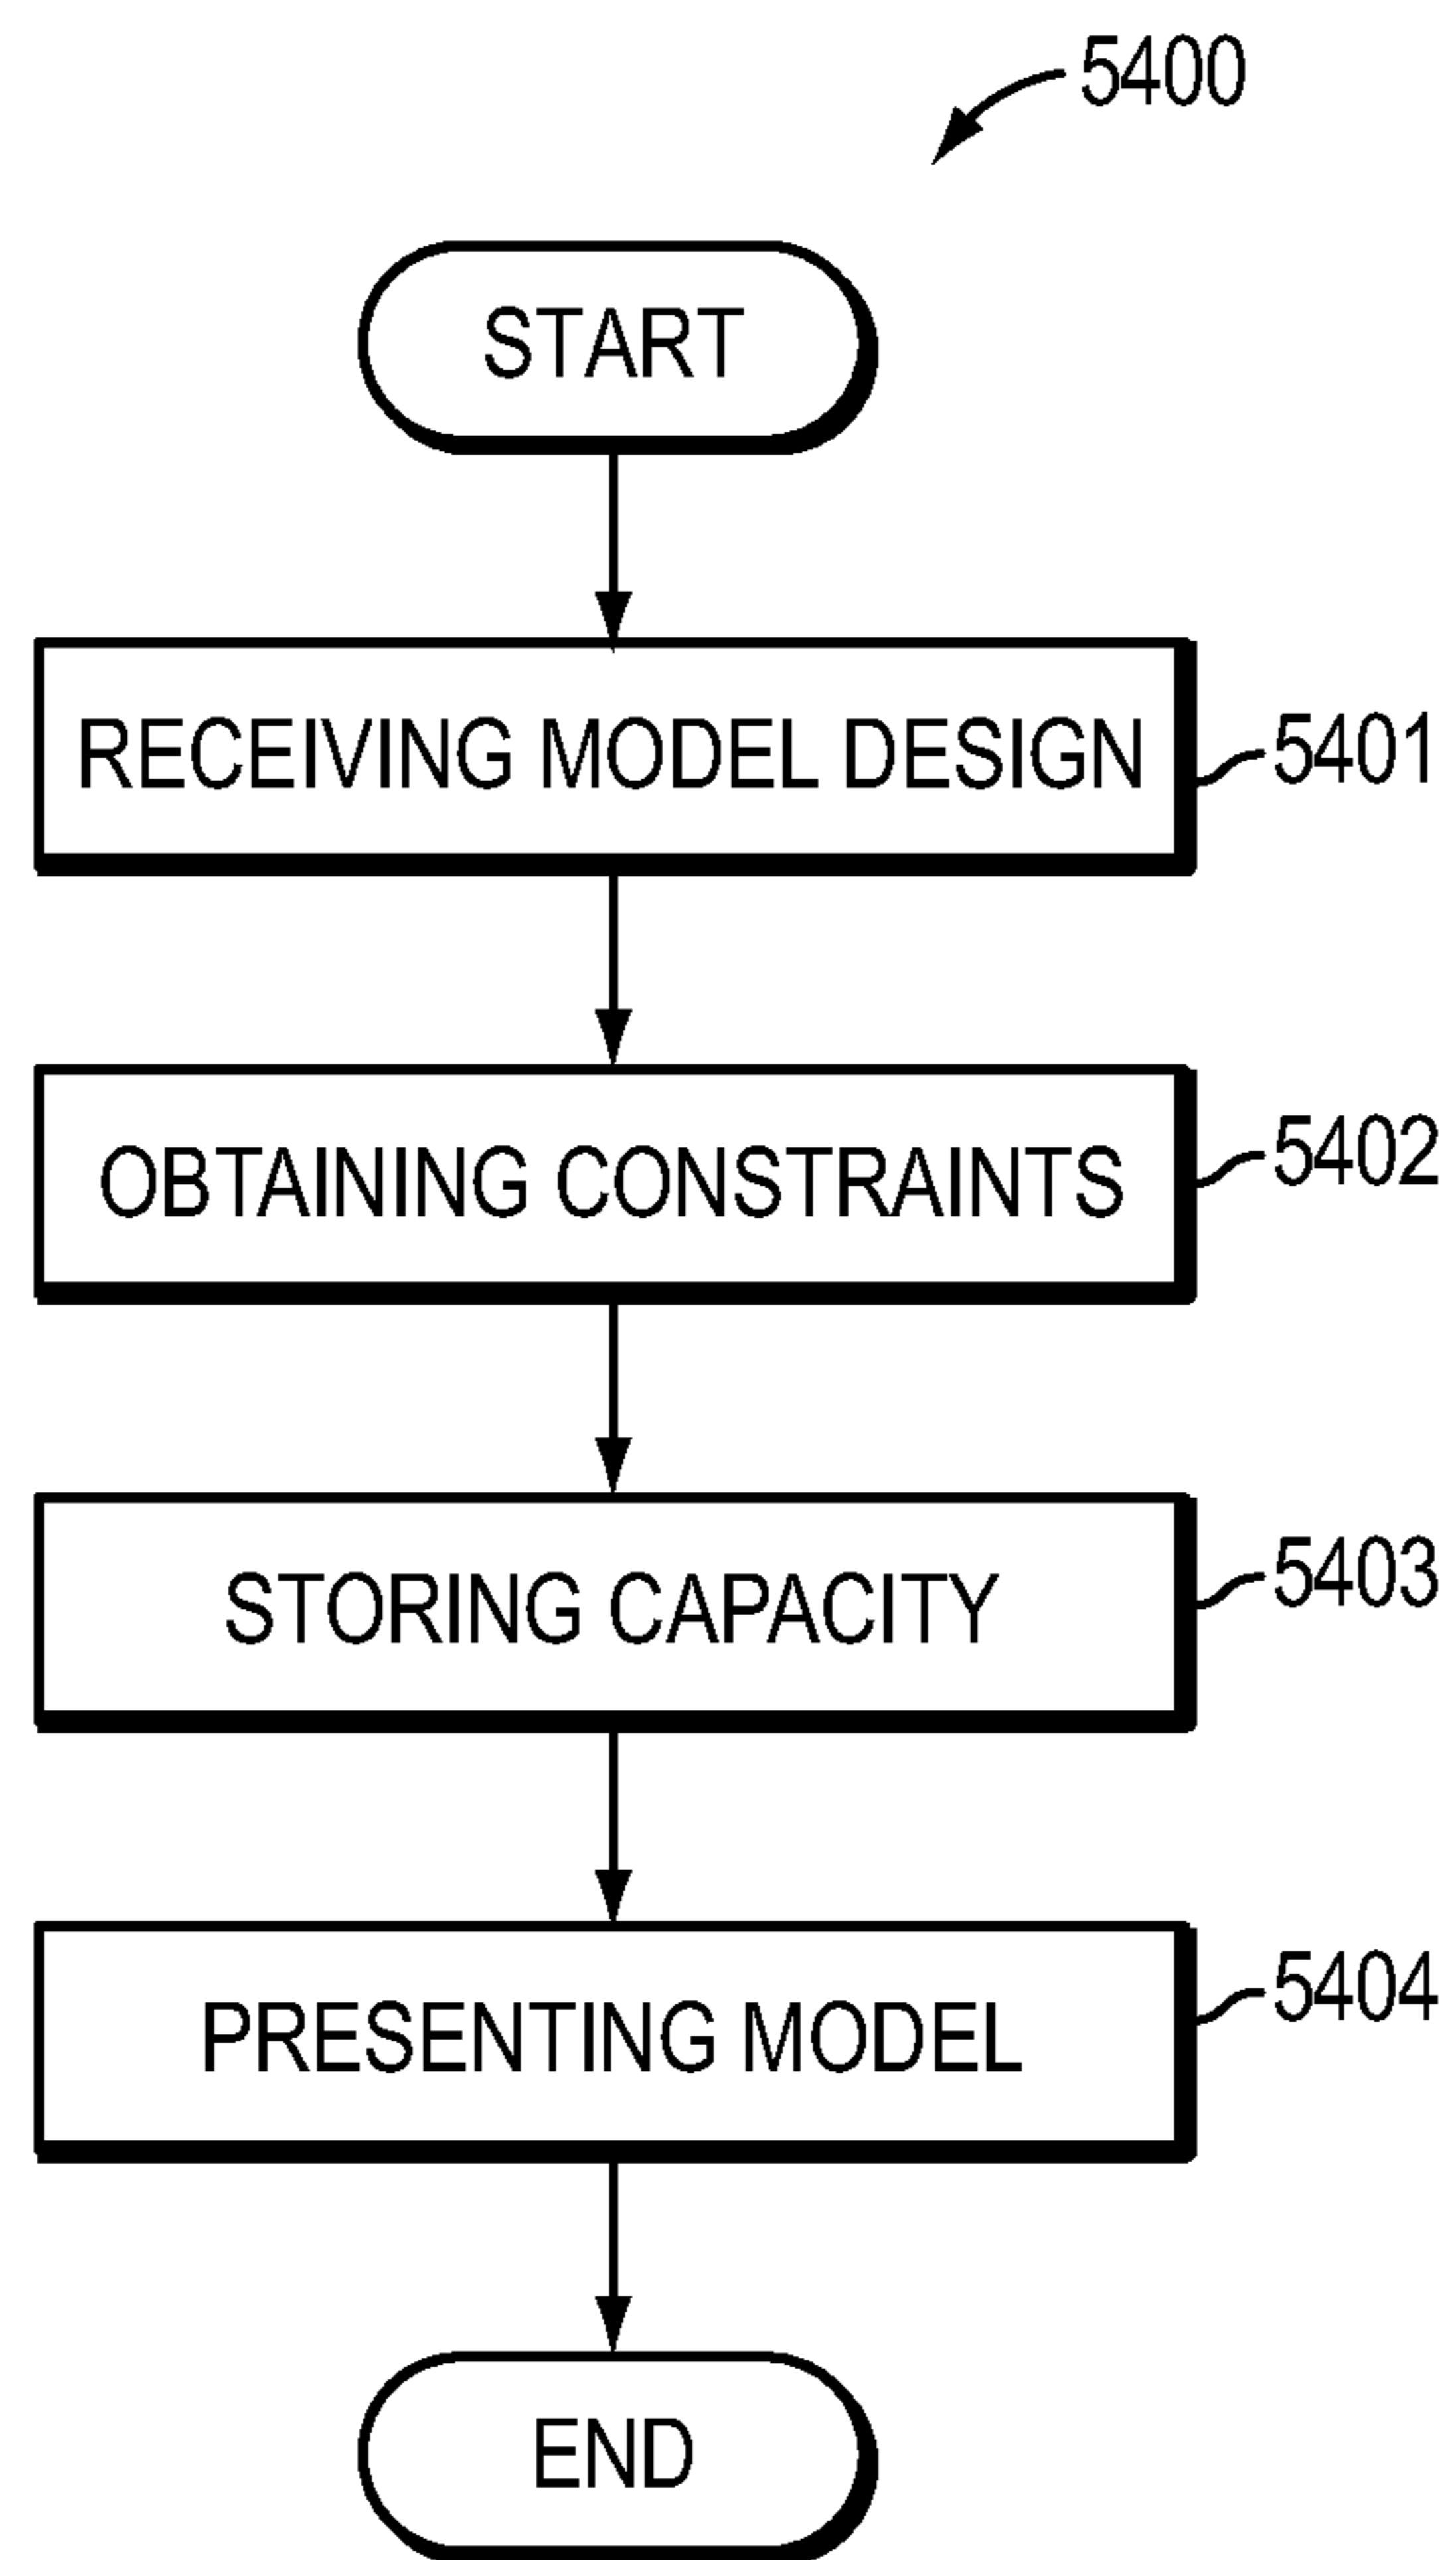 5400
START
RECEIVING MODEL DESIGN
5401
OBTAINING CONSTRAINTS
5402
STORING CAPACITY
5403
PRESENTING MODEL
5404
END